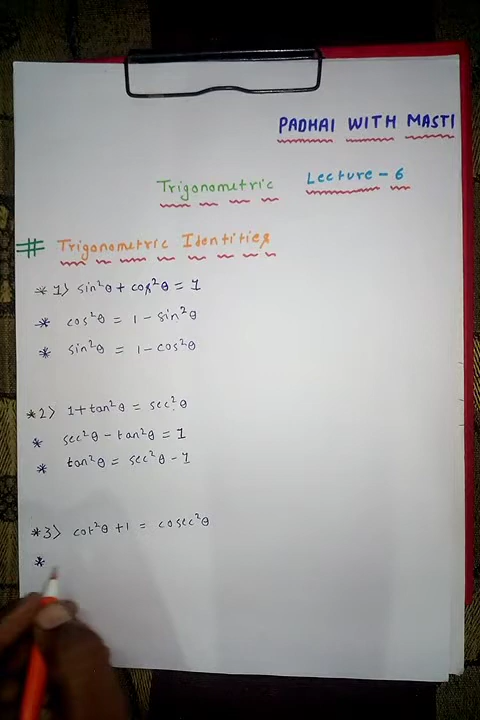 PADHAI WITH MASTI
Trigonometric Lecture - 6
# Trigonometric Identities
* 1> sin²θ + cos²θ = 1
* cos²θ = 1 - sin²θ
* sin²θ = 1 - cos²θ
* 2> 1 + tan²θ = sec²θ
* sec²θ - tan²θ = 1
* tan²θ = sec²θ - 1
* 3> cot²θ + 1 = cosec²θ
*